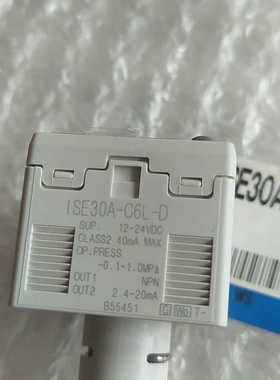 ISE30A-C6L-D
SUP. 12-24VDC
CLASS2 40mA MAX
OP.PRESS
-0.1-1.0MPa
OUT1 NPN
OUT2 2.4-20mA
B55451
SE30A